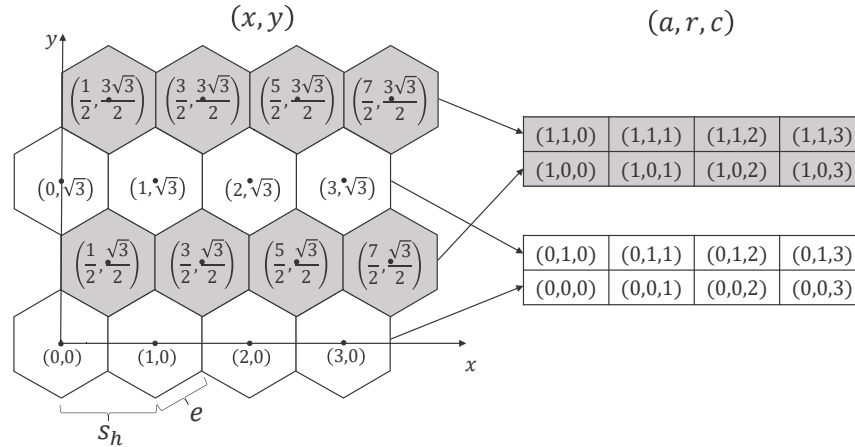 (x, y)
(a, r, c)
y
(1/2, 3√3/2) (3/2, 3√3/2) (5/2, 3√3/2) (7/2, 3√3/2)
(1,1,0) (1,1,1) (1,1,2) (1,1,3)
(1,0,0) (1,0,1) (1,0,2) (1,0,3)
(0,√3) (1,√3) (2,√3) (3,√3)
(1/2, √3/2) (3/2, √3/2) (5/2, √3/2) (7/2, √3/2)
(0,1,0) (0,1,1) (0,1,2) (0,1,3)
(0,0,0) (0,0,1) (0,0,2) (0,0,3)
(0,0) (1,0) (2,0) (3,0)
x
s_h
e